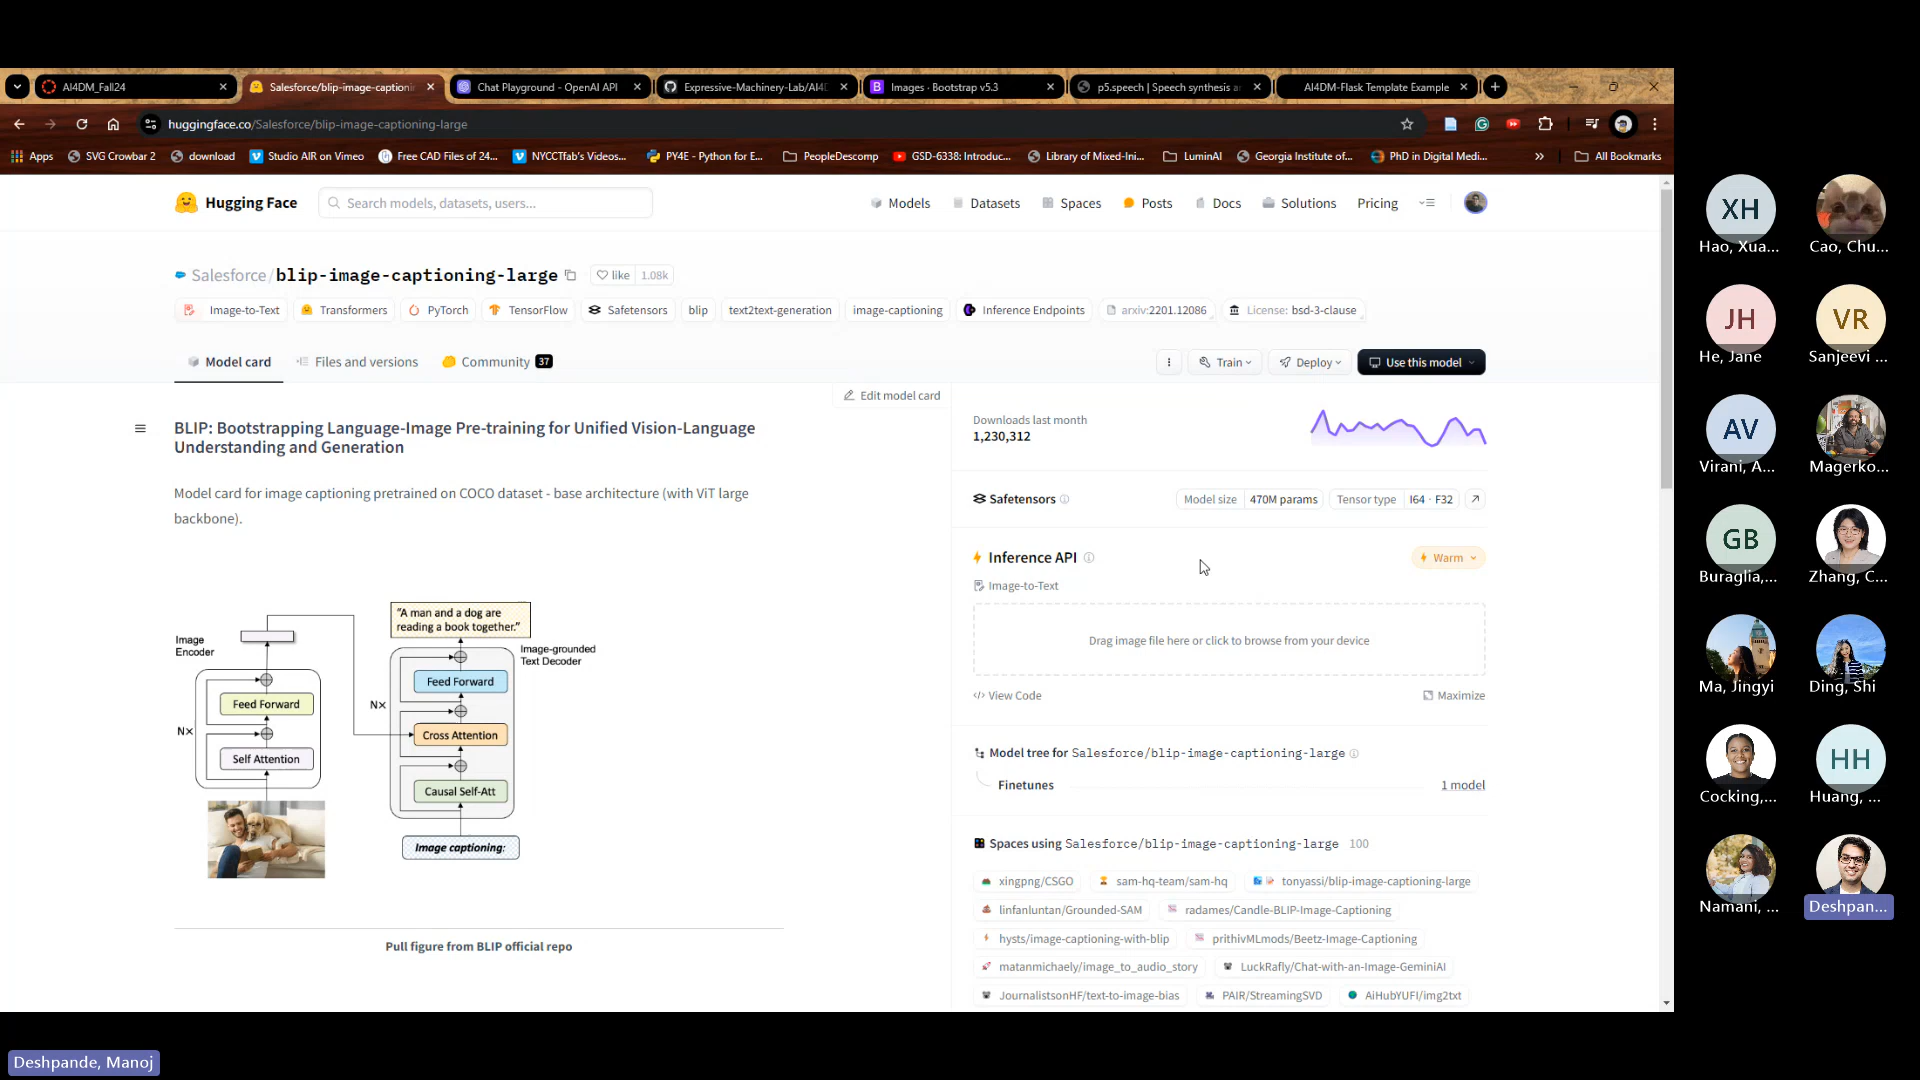 AI4DM_Fall24
Salesforce/blip-image-captionin
Chat Playground - OpenAI API
Expressive-Machinery-Lab/AI4D
Images · Bootstrap v5.3
p5.speech | Speech synthesis a
AI4DM-Flask Template Example
huggingface.co/Salesforce/blip-image-captioning-large
Apps
SVG Crowbar 2
download
Studio AIR on Vimeo
Free CAD Files of 24...
NYCCTfab's Videos...
PY4E - Python for E...
PeopleDescomp
GSD-6338: Introduc...
Library of Mixed-Ini...
LuminAI
Georgia Institute of...
PhD in Digital Medi...
»
All Bookmarks
Hugging Face
Search models, datasets, users...
Models
Datasets
Spaces
Posts
Docs
Solutions
Pricing
Salesforce/blip-image-captioning-large
like 1.08k
Image-to-Text
Transformers
PyTorch
TensorFlow
Safetensors
blip
text2text-generation
image-captioning
Inference Endpoints
arxiv:2201.12086
License: bsd-3-clause
Model card
Files and versions
Community 37
Train
Deploy
Use this model
Edit model card
BLIP: Bootstrapping Language-Image Pre-training for Unified Vision-Language
Understanding and Generation
Model card for image captioning pretrained on COCO dataset - base architecture (with ViT large
backbone).
"A man and a dog are
reading a book together."
Image
Encoder
Image-grounded
Text Decoder
Feed Forward
N×
Feed Forward
N×
Cross Attention
Self Attention
Causal Self-Att
Image captioning:
Pull figure from BLIP official repo
Downloads last month
1,230,312
Safetensors
Model size 470M params
Tensor type I64 · F32
Inference API
Warm
Image-to-Text
Drag image file here or click to browse from your device
</> View Code
Maximize
Model tree for Salesforce/blip-image-captioning-large
Finetunes
1 model
Spaces using Salesforce/blip-image-captioning-large 100
xingpng/CSGO
sam-hq-team/sam-hq
tonyassi/blip-image-captioning-large
linfanluntan/Grounded-SAM
radames/Candle-BLIP-Image-Captioning
hysts/image-captioning-with-blip
prithivMLmods/Beetz-Image-Captioning
matanmichaely/image_to_audio_story
LuckRafly/Chat-with-an-Image-GeminiAI
JournalistsonHF/text-to-image-bias
PAIR/StreamingSVD
AiHubYUFI/img2txt
XH
Hao, Xua...
Cao, Chu...
JH
He, Jane
VR
Sanjeevi ...
AV
Virani, A...
Magerko...
GB
Buraglia,...
Zhang, C...
Ma, Jingyi
Ding, Shi
Cocking,...
HH
Huang, ...
Namani, ...
Deshpan...
Deshpande, Manoj